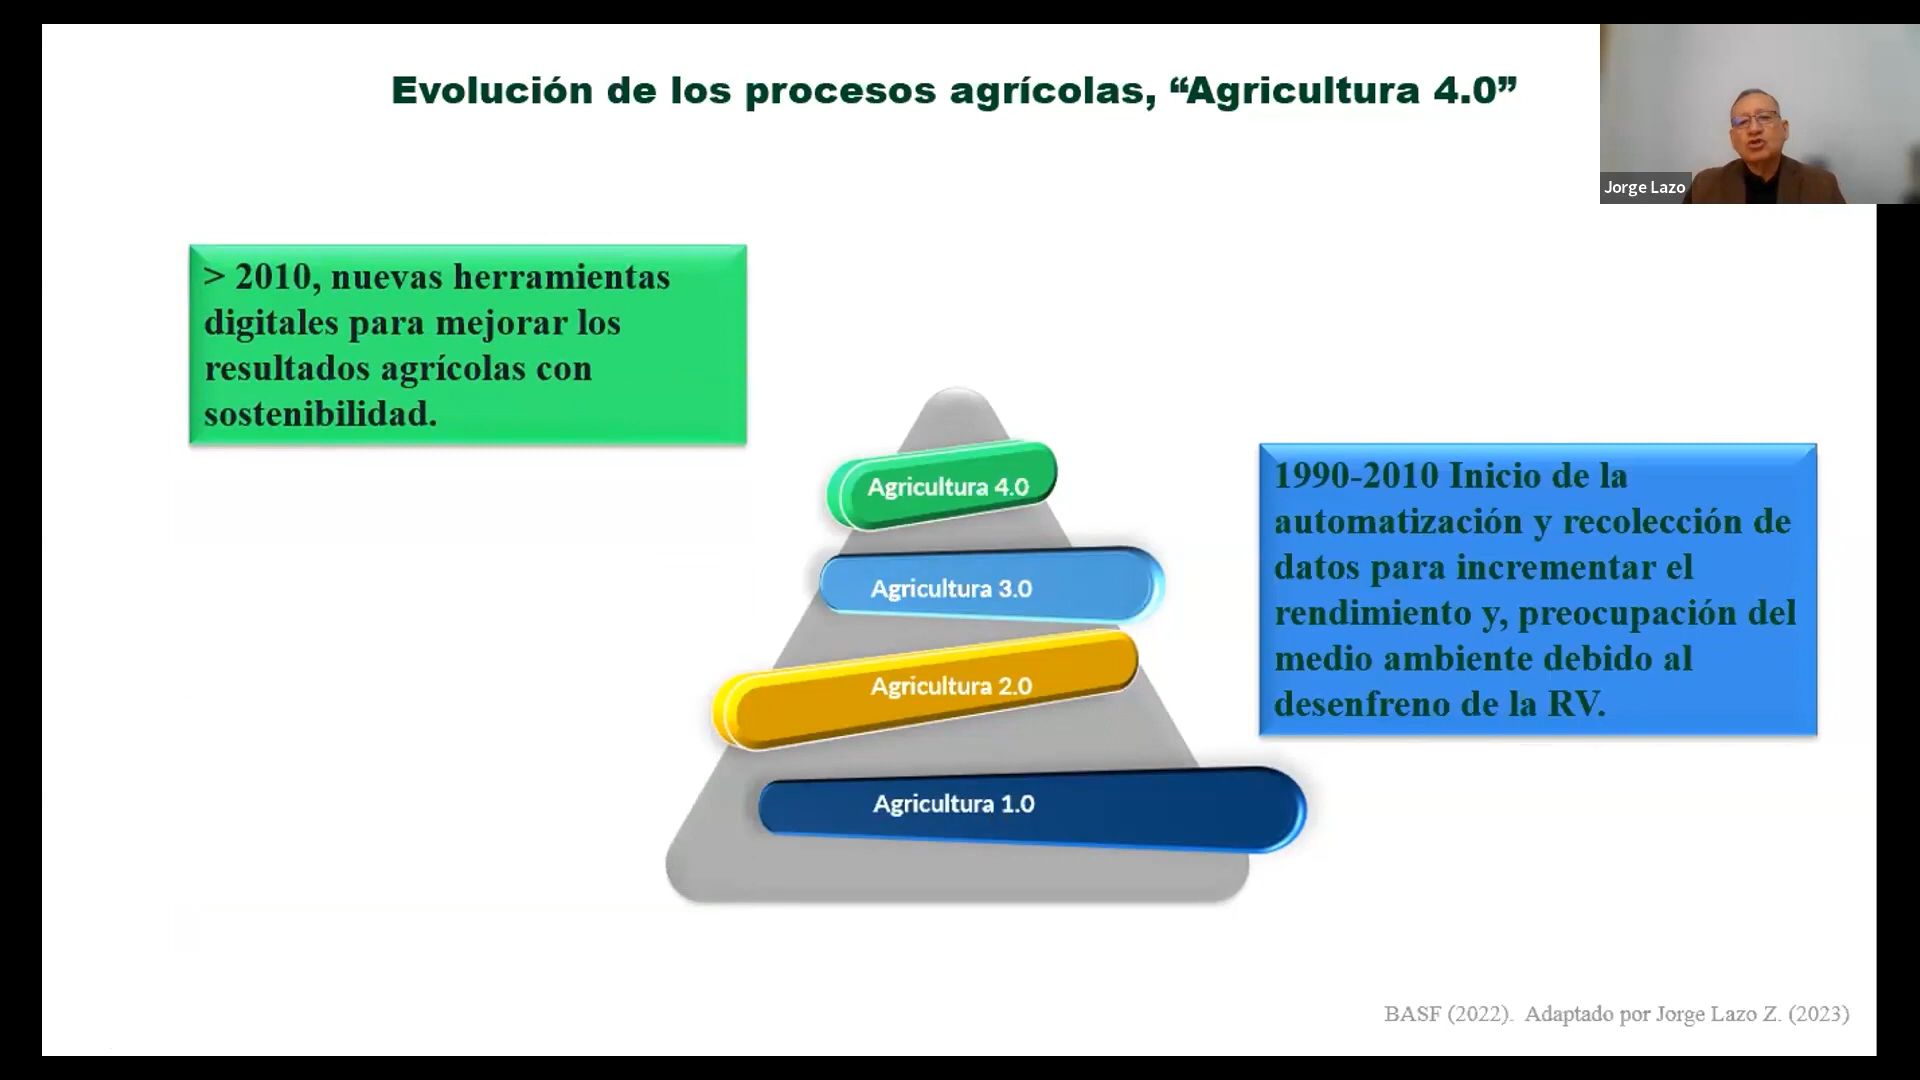 Evolución de los procesos agrícolas, “Agricultura 4.0”
Jorge Lazo
> 2010, nuevas herramientas
digitales para mejorar los
resultados agrícolas con
sostenibilidad.
Agricultura 4.0
Agricultura 3.0
Agricultura 2.0
Agricultura 1.0
1990-2010 Inicio de la
automatización y recolección de
datos para incrementar el
rendimiento y, preocupación del
medio ambiente debido al
desenfreno de la RV.
BASF (2022). Adaptado por Jorge Lazo Z. (2023)